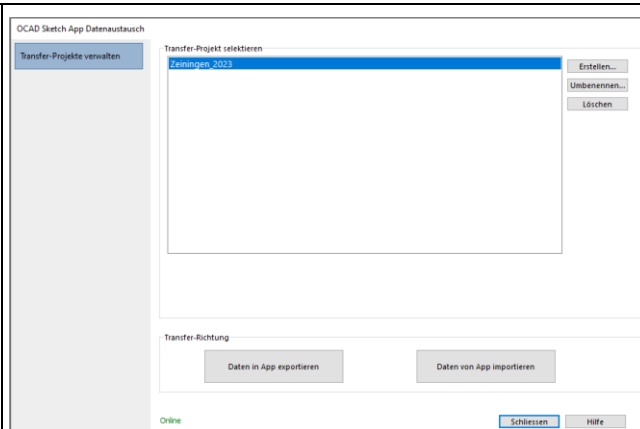 OCAD Sketch App Datenaustausch
Transfer-Projekte verwalten
Transfer-Projekt selektieren
Zeiningen_2023
Erstellen...
Umbenennen...
Löschen
Transfer-Richtung
Daten in App exportieren
Daten von App importieren
Online
Schliessen
Hilfe